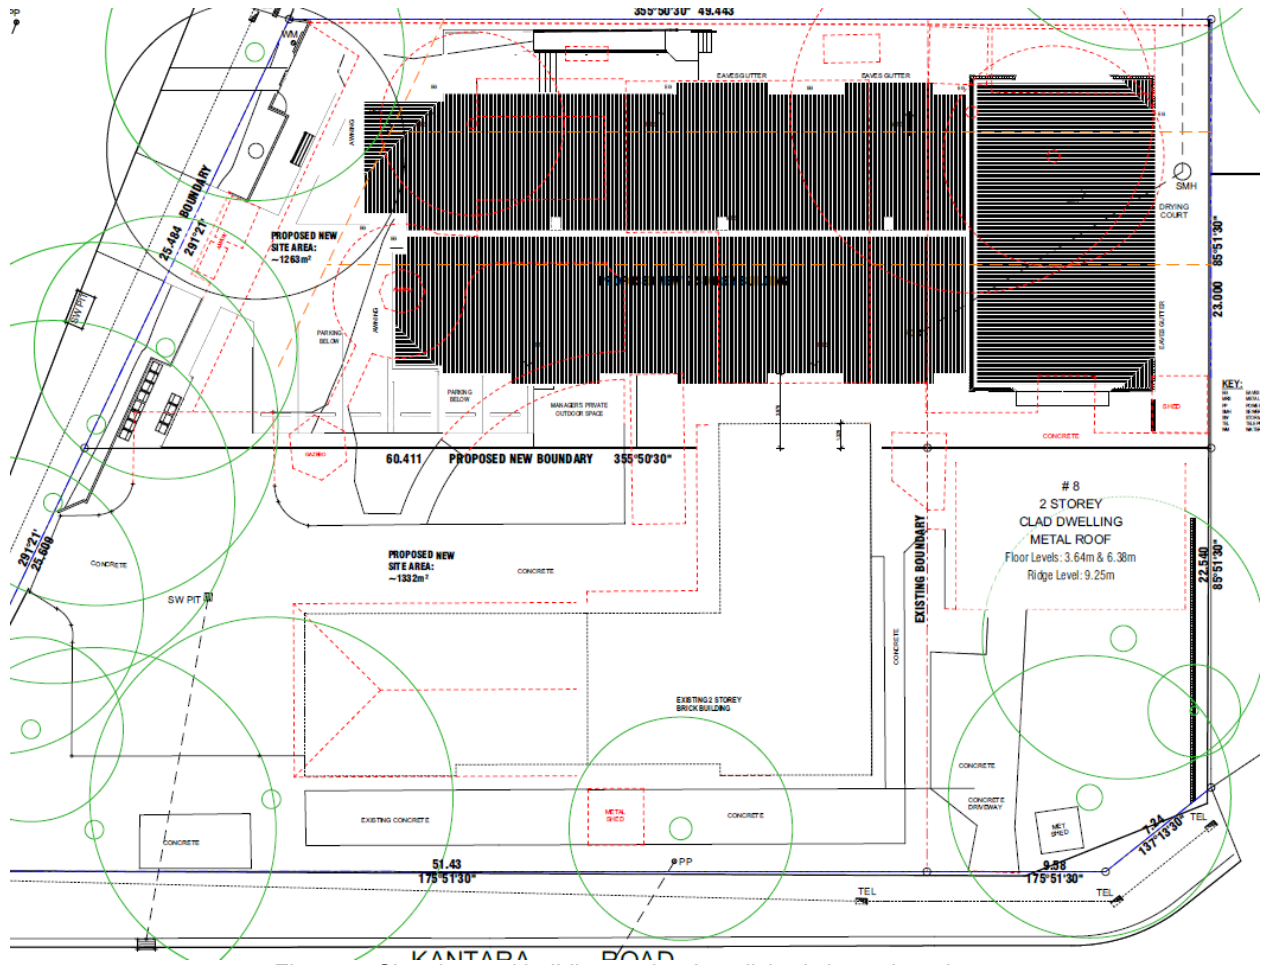 PP
355°50'30" 49.443
WM
EAVES GUTTER
EAVES GUTTER
AWNING
SMH
DRYING
COURT
25.484 BOUNDARY
291°21'
PROPOSED NEW
SITE AREA:
~1263m²
85°51'30"
23.000
SW PIT
AWNING
PARKING
BELOW
EAVES GUTTER
PARKING
BELOW
MANAGER'S PRIVATE
OUTDOOR SPACE
KEY:
SHED
CONCRETE
GAZEBO
60.411 PROPOSED NEW BOUNDARY 355°50'30"
# 8
2 STOREY
CLAD DWELLING
METAL ROOF
Floor Levels: 3.64m & 6.38m
Ridge Level: 9.25m
291°21'
25.609
CONCRETE
PROPOSED NEW
SITE AREA:
~1332m²
CONCRETE
EXISTING BOUNDARY
22.540
85°51'30"
SW PIT
CONCRETE
EXISTING 2 STOREY
BRICK BUILDING
CONCRETE
CONCRETE
DRIVEWAY
EXISTING CONCRETE
METAL
SHED
CONCRETE
MET
SHED
7.24
137°13'30"
TEL
CONCRETE
51.43
175°51'30"
PP
9.58
175°51'30"
TEL
TEL
KANTARA ROAD